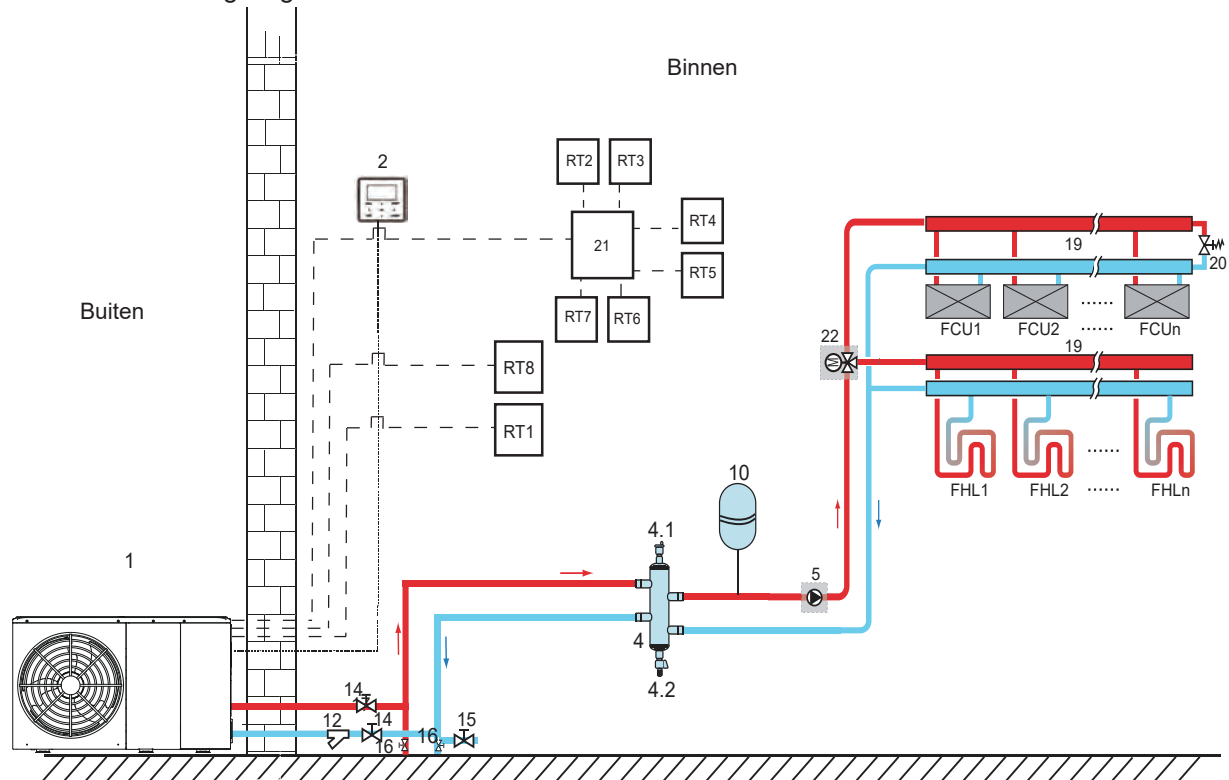 Binnen
2
RT2
RT3
RT4
21
RT5
RT7
RT6
19
20
Buiten
FCU1
FCU2
......
......
FCUn
22
19
RT8
RT1
......
FHL1
FHL2
......
FHLn
10
4.1
1
5
4
4.2
14
12
14
16
16
15